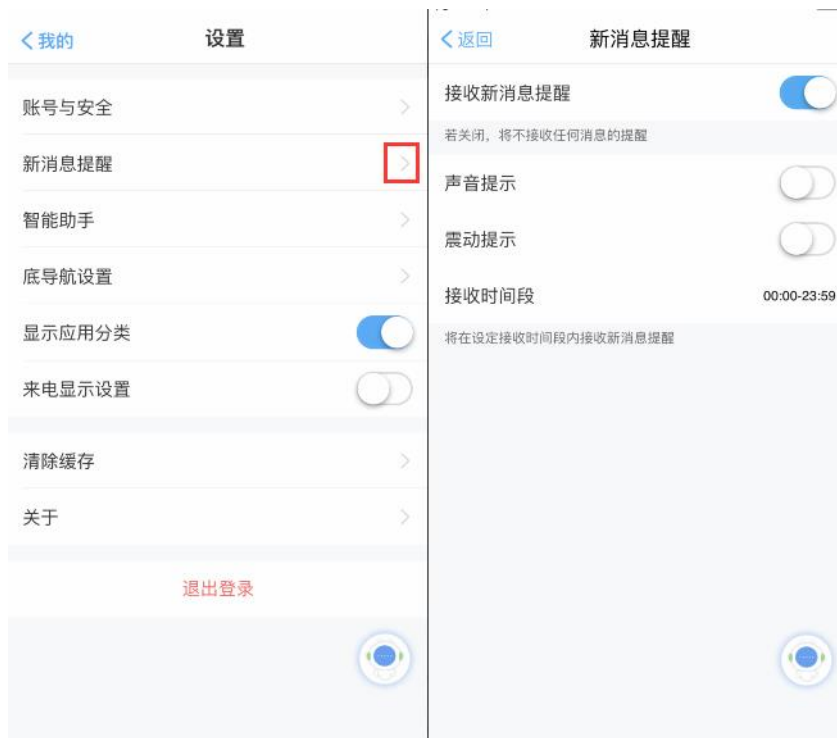 我的
设置
账号与安全
新消息提醒
智能助手
底导航设置
显示应用分类
来电显示设置
清除缓存
关于
退出登录
返回
新消息提醒
接收新消息提醒
若关闭，将不接收任何消息的提醒
声音提示
震动提示
接收时间段
00:00-23:59
将在设定接收时间段内接收新消息提醒